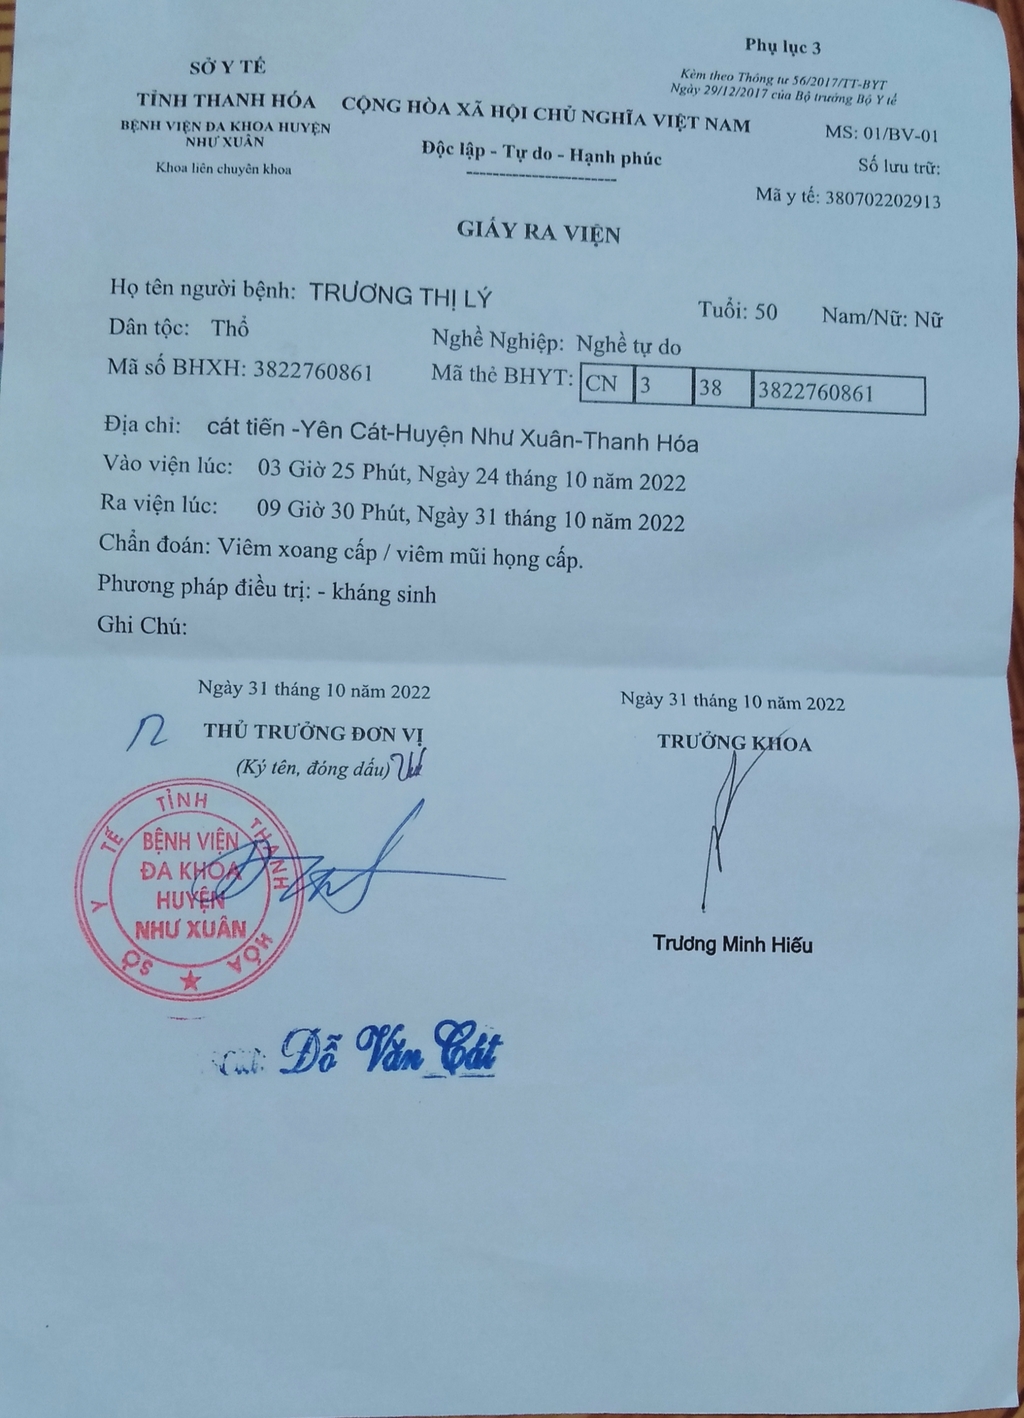 Phụ lục 3
Kèm theo Thông tư 56/2017/TT-BYT
Ngày 29/12/2017 của Bộ trưởng Bộ Y tế
SỞ Y TẾ
TỈNH THANH HÓA
BỆNH VIỆN ĐA KHOA HUYỆN
NHƯ XUÂN
Khoa liên chuyên khoa
CỘNG HÒA XÃ HỘI CHỦ NGHĨA VIỆT NAM
Độc lập - Tự do - Hạnh phúc
MS: 01/BV-01
Số lưu trữ:
Mã y tế: 380702202913
GIẤY RA VIỆN
Họ tên người bệnh: TRƯƠNG THỊ LÝ Tuổi: 50 Nam/Nữ: Nữ
Dân tộc: Thổ Nghề Nghiệp: Nghề tự do
Mã số BHXH: 3822760861 Mã thẻ BHYT: CN 3 38 3822760861
Địa chỉ: cát tiến -Yên Cát-Huyện Như Xuân-Thanh Hóa
Vào viện lúc: 03 Giờ 25 Phút, Ngày 24 tháng 10 năm 2022
Ra viện lúc: 09 Giờ 30 Phút, Ngày 31 tháng 10 năm 2022
Chẩn đoán: Viêm xoang cấp / viêm mũi họng cấp.
Phương pháp điều trị: - kháng sinh
Ghi Chú:
Ngày 31 tháng 10 năm 2022
THỦ TRƯỞNG ĐƠN VỊ
(Ký tên, đóng dấu)
SỞ Y TẾ TỈNH THANH HÓA
BỆNH VIỆN
ĐA KHOA
HUYỆN
NHƯ XUÂN
Đỗ Văn Cát
Ngày 31 tháng 10 năm 2022
TRƯỞNG KHOA
Trương Minh Hiếu